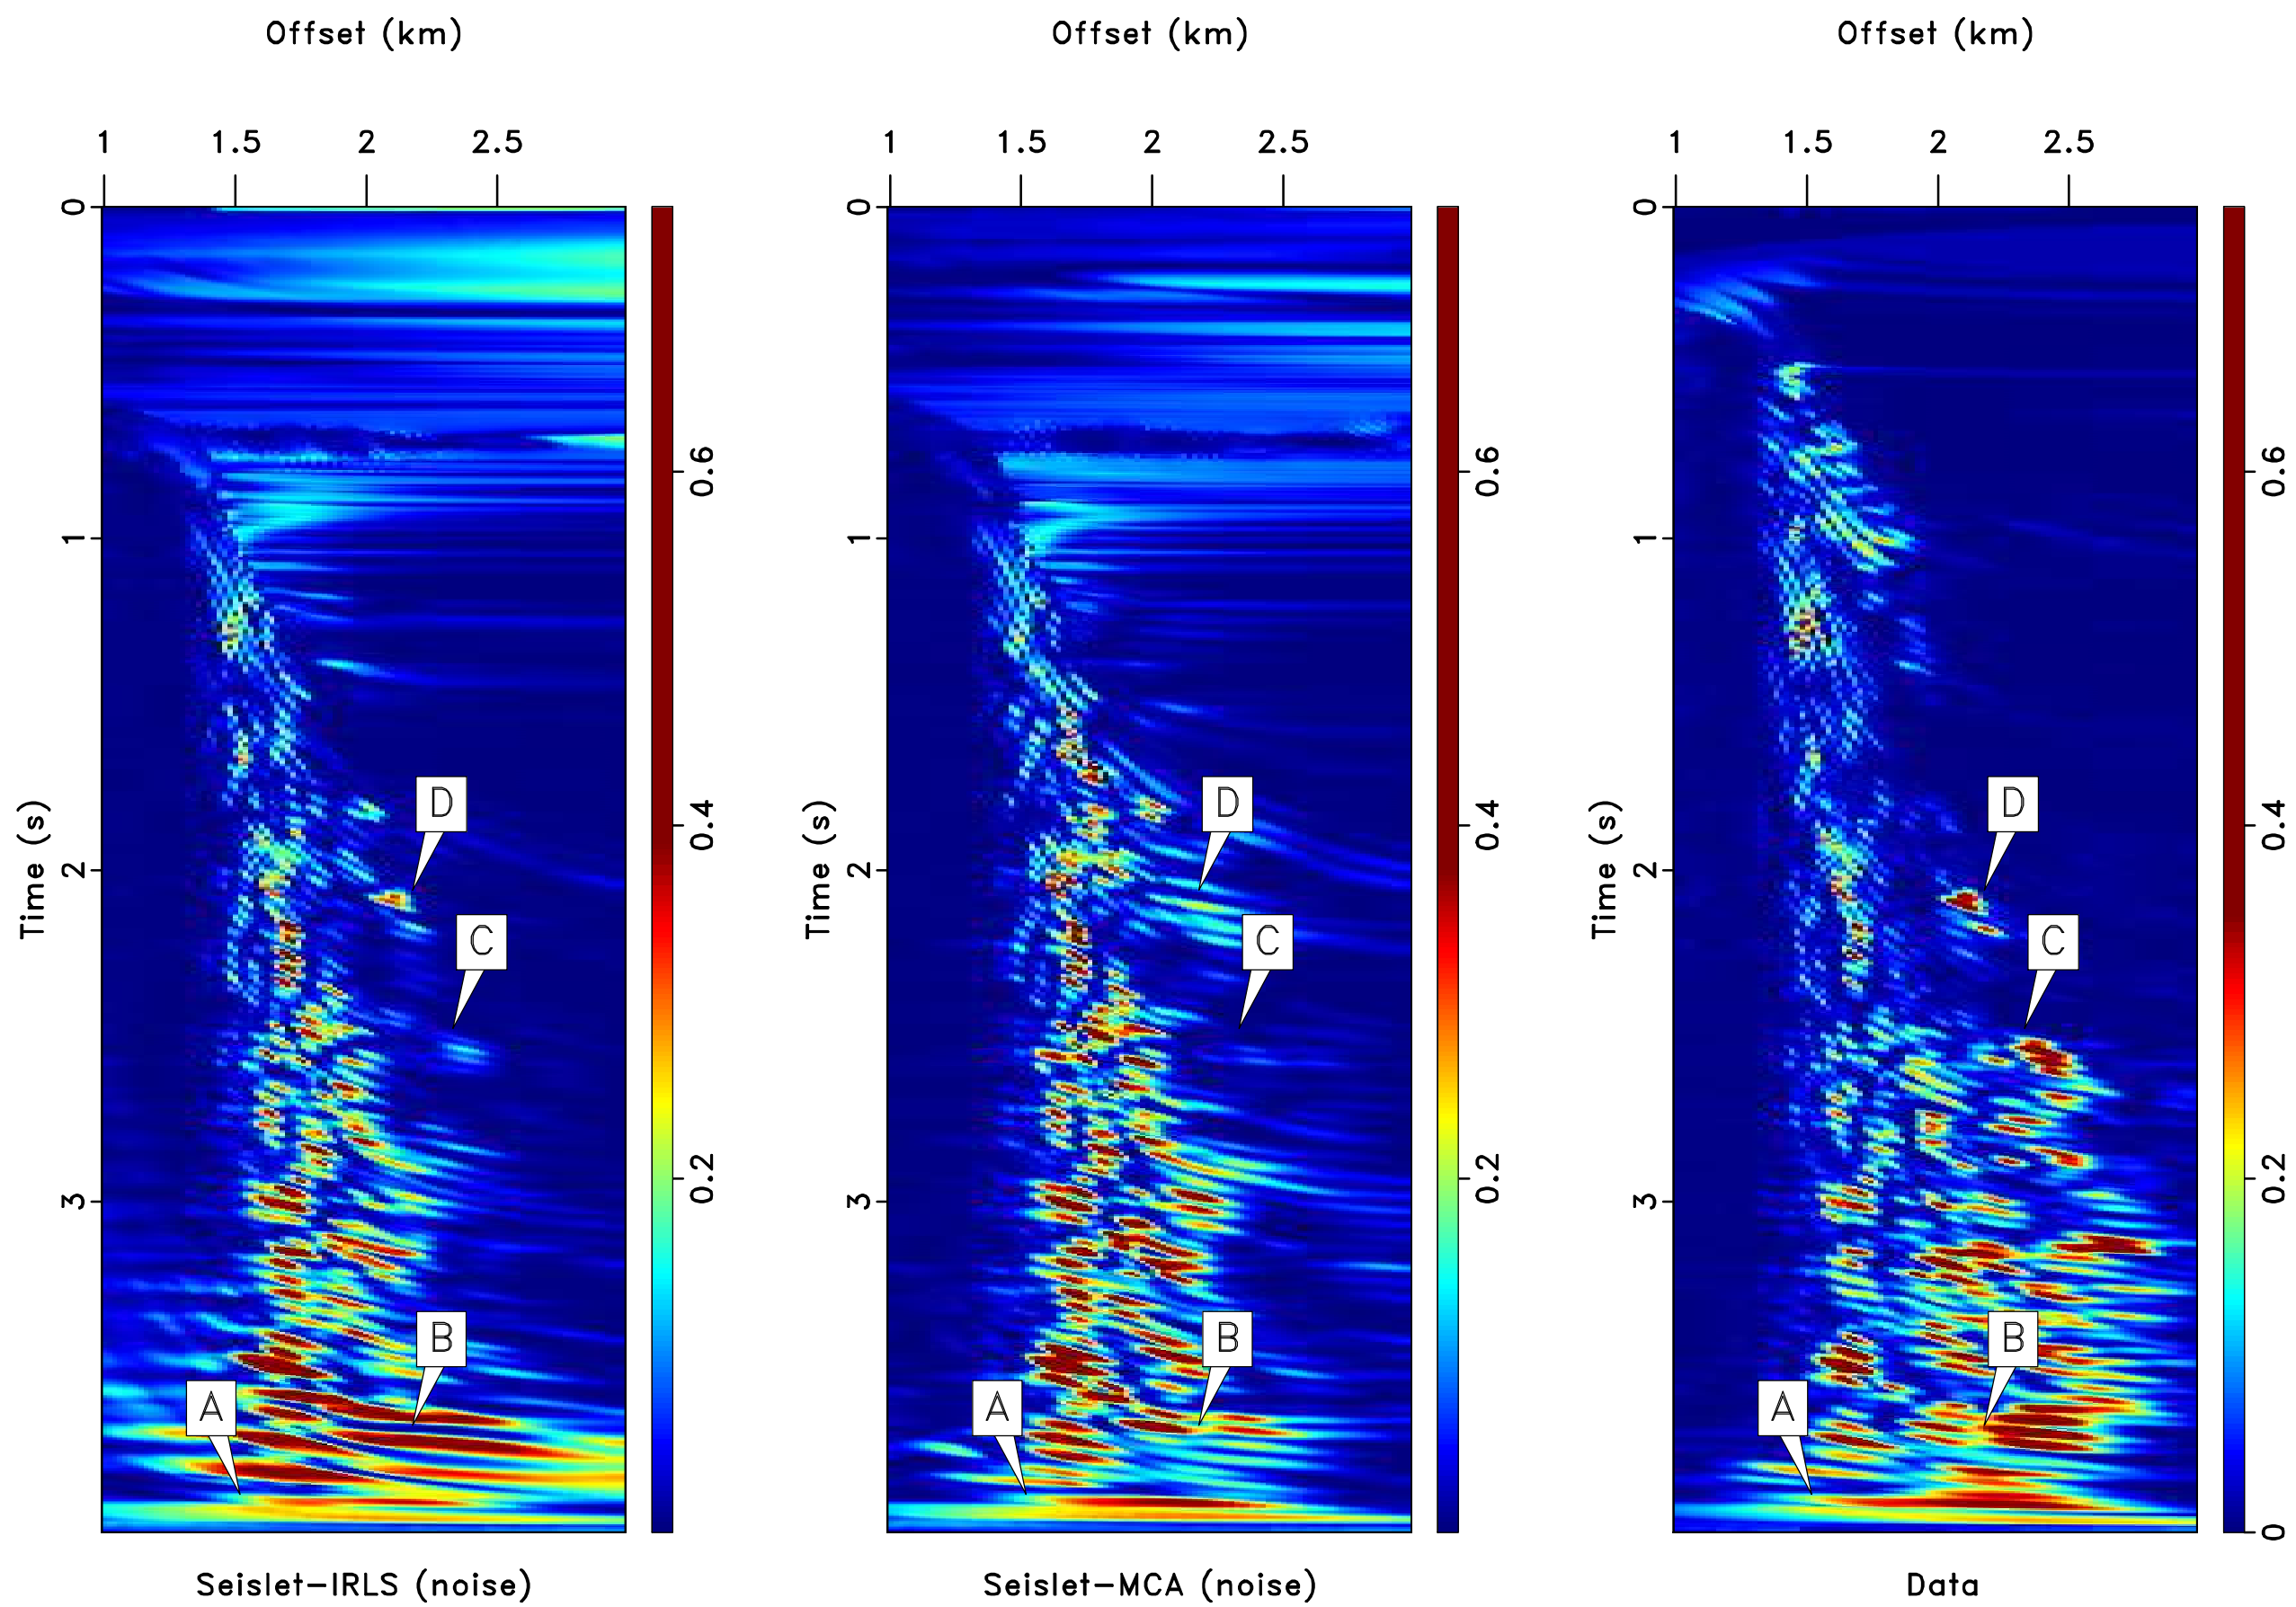 Offset (km)
1 1.5 2 2.5
0
1
2
3
Time (s)
D
C
B
A
0.6
0.4
0.2
Seislet-IRLS (noise)
Offset (km)
1 1.5 2 2.5
0
1
2
3
Time (s)
D
C
B
A
0.6
0.4
0.2
Seislet-MCA (noise)
Offset (km)
1 1.5 2 2.5
0
1
2
3
Time (s)
D
C
B
A
0.6
0.4
0.2
0
Data